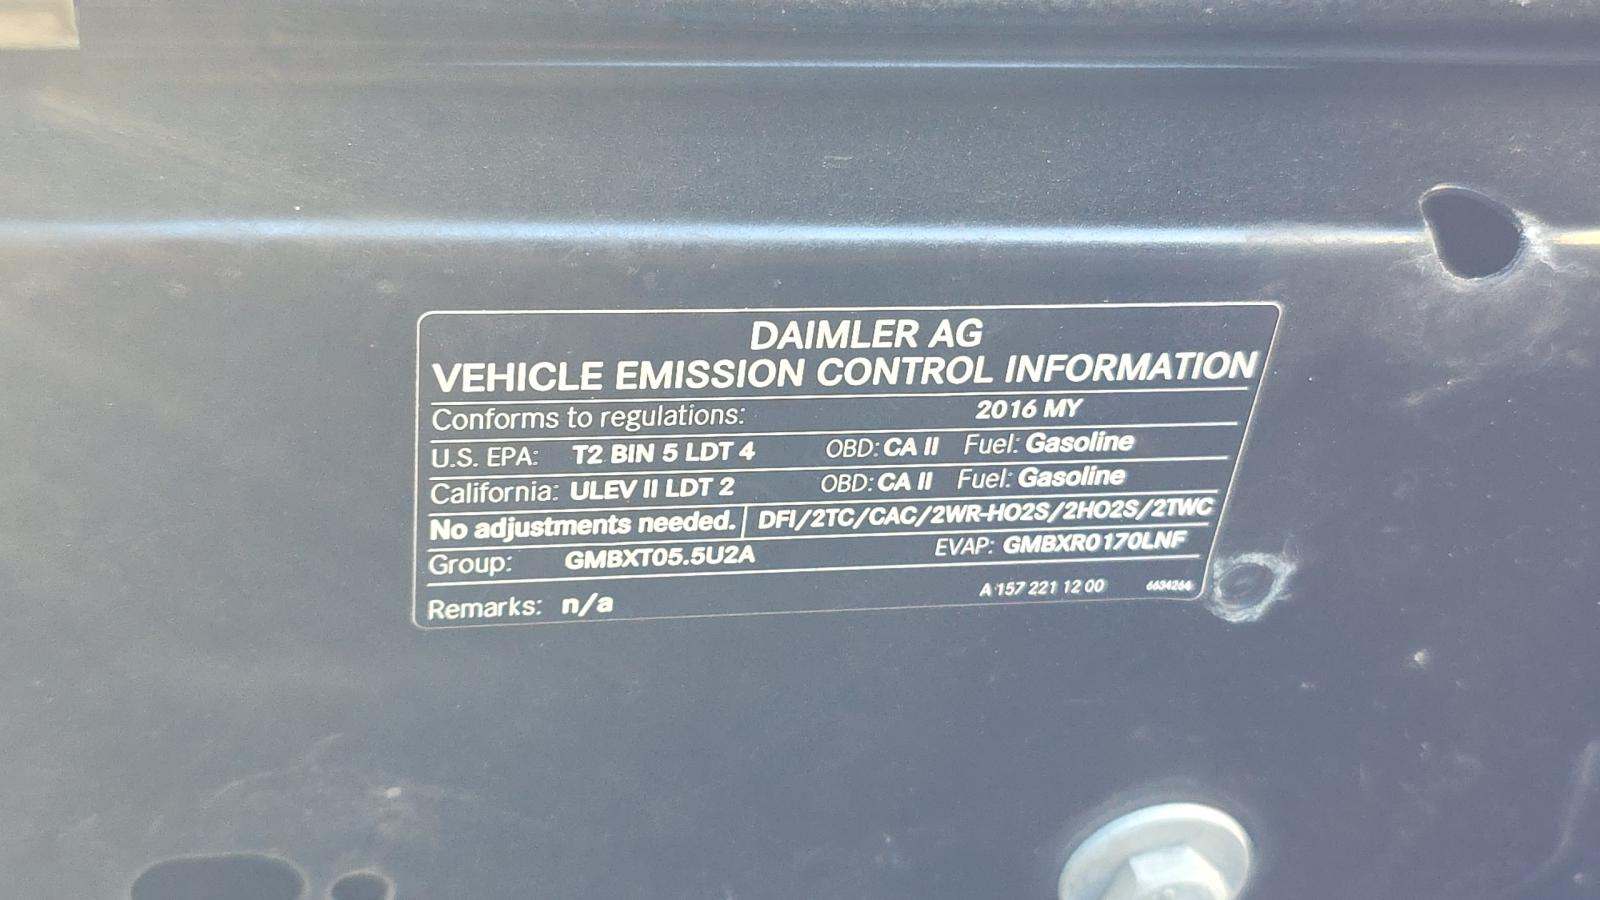 DAIMLER AG
VEHICLE EMISSION CONTROL INFORMATION
Conforms to regulations: 2016 MY
U.S. EPA: T2 BIN 5 LDT 4 OBD: CA II Fuel: Gasoline
California: ULEV II LDT 2 OBD: CA II Fuel: Gasoline
No adjustments needed. DFI/2TC/CAC/2WR-HO2S/2HO2S/2TWC
Group: GMBXT05.5U2A EVAP: GMBXR0170LNF
Remarks: n/a A 157 221 12 00 6634264